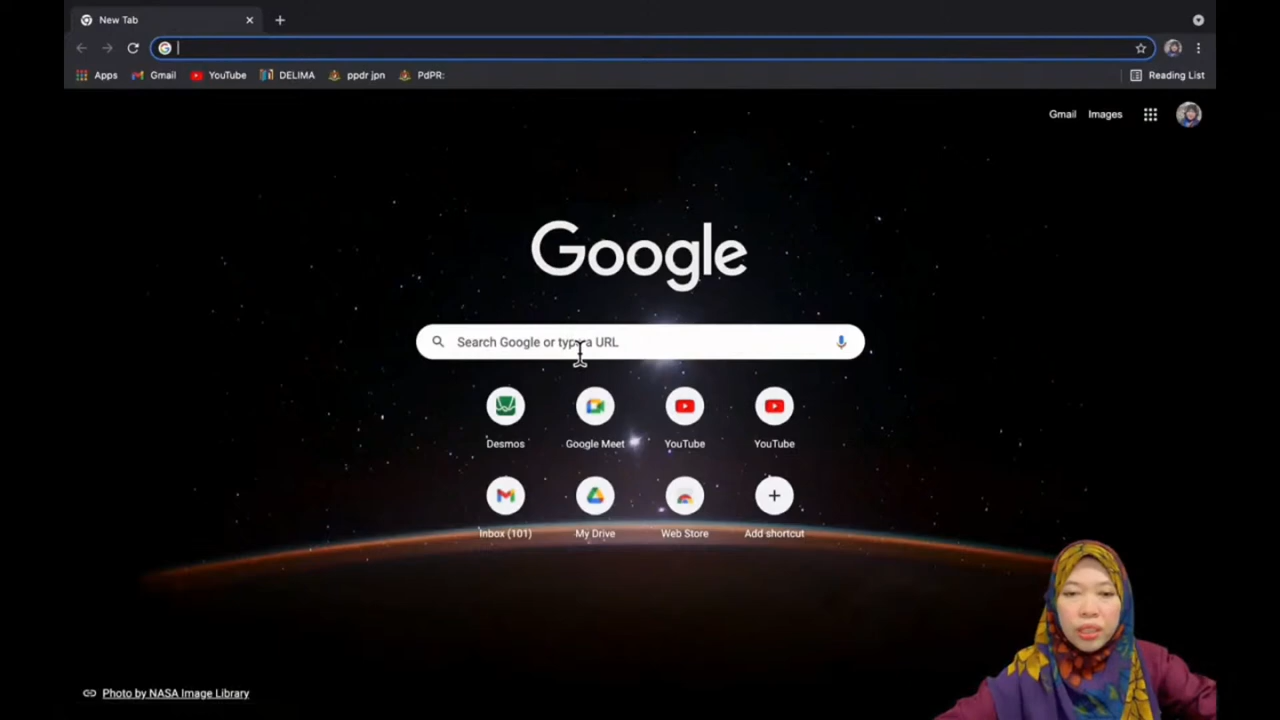 New Tab
Apps Gmail YouTube DELIMA ppdr jpn PdPR: Reading List
Gmail Images
Google
Search Google or type a URL
Desmos Google Meet YouTube YouTube
Inbox (101) My Drive Web Store Add shortcut
Photo by NASA Image Library